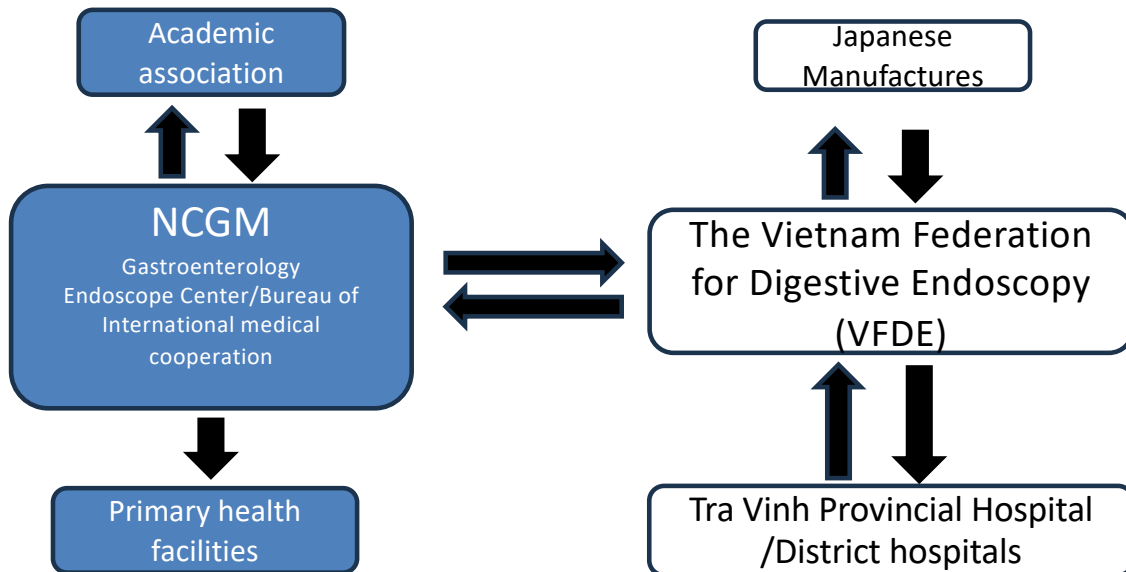 Academic
association
Japanese
Manufactures
NCGM
Gastroenterology
Endoscope Center/Bureau of
International medical
cooperation
The Vietnam Federation
for Digestive Endoscopy
(VFDE)
Primary health
facilities
Tra Vinh Provincial Hospital
/District hospitals